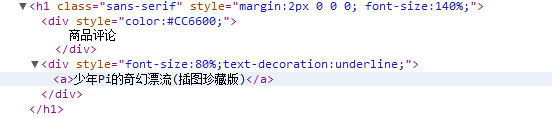 ▼<h1 class="sans-serif" style="margin:2px 0 0 0; font-size:140%;">
▼<div style="color:#CC6600;">
商品评论
</div>
▼<div style="font-size:80%;text-decoration:underline;">
<a>少年Pi的奇幻漂流(插图珍藏版)</a>
</div>
</h1>